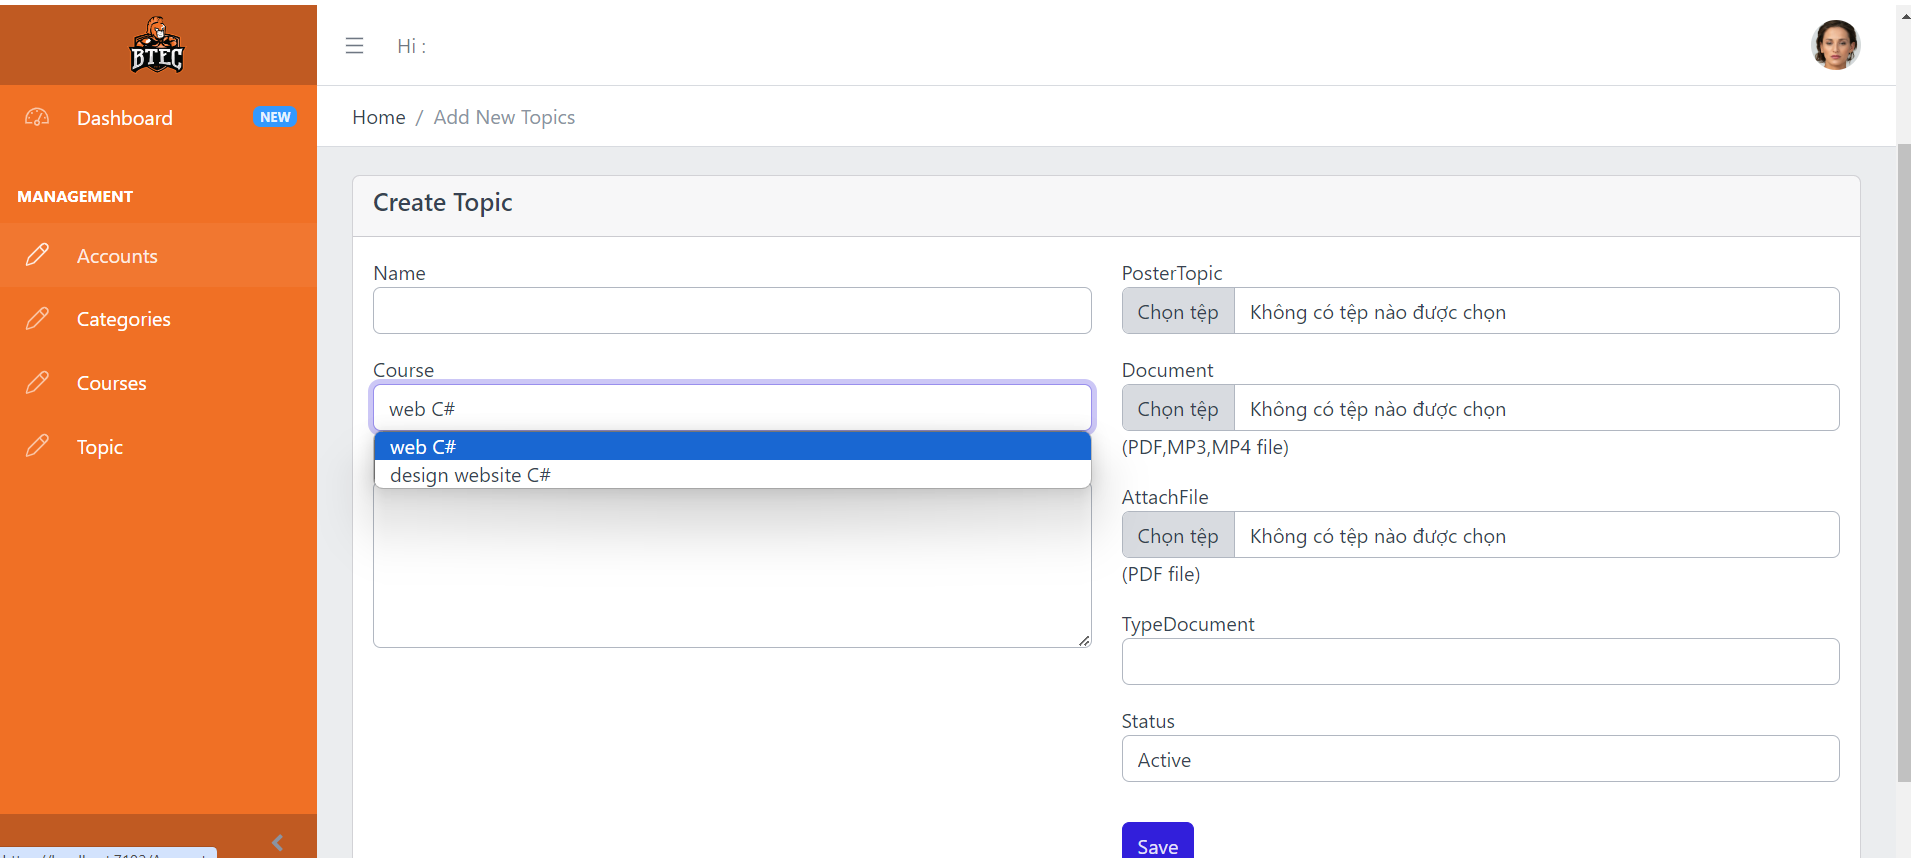 BTEC
Hi :
Dashboard NEW
Home / Add New Topics
MANAGEMENT
Accounts
Categories
Courses
Topic
Create Topic
Name
Course
web C#
web C#
design website C#
PosterTopic
Chọn tệp Không có tệp nào được chọn
Document
Chọn tệp Không có tệp nào được chọn
(PDF,MP3,MP4 file)
AttachFile
Chọn tệp Không có tệp nào được chọn
(PDF file)
TypeDocument
Status
Active
Save